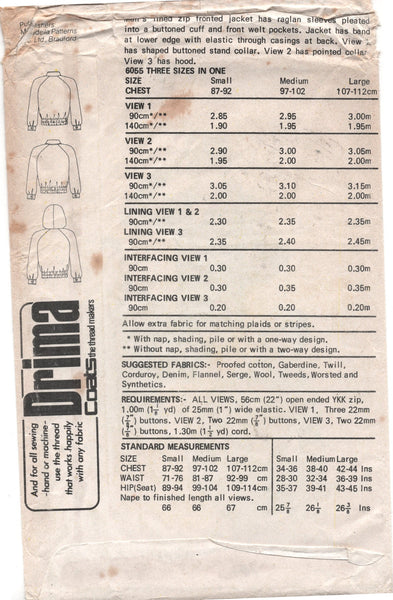 Publishers
Maudella Patterns
Co. Ltd., Bradford
Men's lined zip fronted jacket has raglan sleeves pleated
into a buttoned cuff and front welt pockets. Jacket has band
at lower edge with elastic through casings at back. View 1
has shaped buttoned stand collar. View 2 has pointed collar
View 3 has hood.
6055 THREE SIZES IN ONE
SIZE Small Medium Large
CHEST 87-92 97-102 107-112cm
VIEW 1
90cm*/** 2.85 2.95 3.00m
140cm*/** 1.90 1.95 1.95m
VIEW 2
90cm*/** 2.90 3.00 3.05m
140cm*/** 1.95 2.00 2.00m
VIEW 3
90cm*/** 3.05 3.10 3.15m
140cm*/** 2.00 2.00 2.00m
LINING VIEW 1 & 2
90cm*/** 2.30 2.35 2.35m
LINING VIEW 3
90cm*/** 2.35 2.40 2.45m
INTERFACING VIEW 1
90cm 0.30 0.30 0.30m
INTERFACING VIEW 2
90cm 0.30 0.35 0.35m
INTERFACING VIEW 3
90cm 0.20 0.20 0.20m
Allow extra fabric for matching plaids or stripes.
* With nap, shading, pile or with a one-way design.
** Without nap, shading, pile or with a two-way design.
SUGGESTED FABRICS: Proofed cotton, Gaberdine, Twill,
Corduroy, Denim, Flannel, Serge, Wool, Tweeds, Worsted and
Synthetics.
REQUIREMENTS:- ALL VIEWS, 56cm (22") open ended YKK zip,
1.00m (1⅛ yd) of 25mm (1") wide elastic. VIEW 1, Three 22mm
(⅞") buttons. VIEW 2, Two 22mm (⅞") buttons, VIEW 3, Two 22mm
(⅞") buttons, 1.30m (1½ yd) cord.
STANDARD MEASUREMENTS
SIZE Small Medium Large Small Medium Large
CHEST 87-92 97-102 107-112cm 34-36 38-40 42-44 Ins
WAIST 71-76 81-87 92-99 cm 28-30 32-34 36-39 Ins
HIP(Seat) 89-94 99-104 109-114cm 35-37 39-41 43-45 Ins
Nape to finished length all views.
66 66 67 cm 25⅞ 26⅛ 26⅜ Ins
Drima
Coats the thread makers
And for all sewing
-hand or machine-
use the thread
that works happily
with any fabric